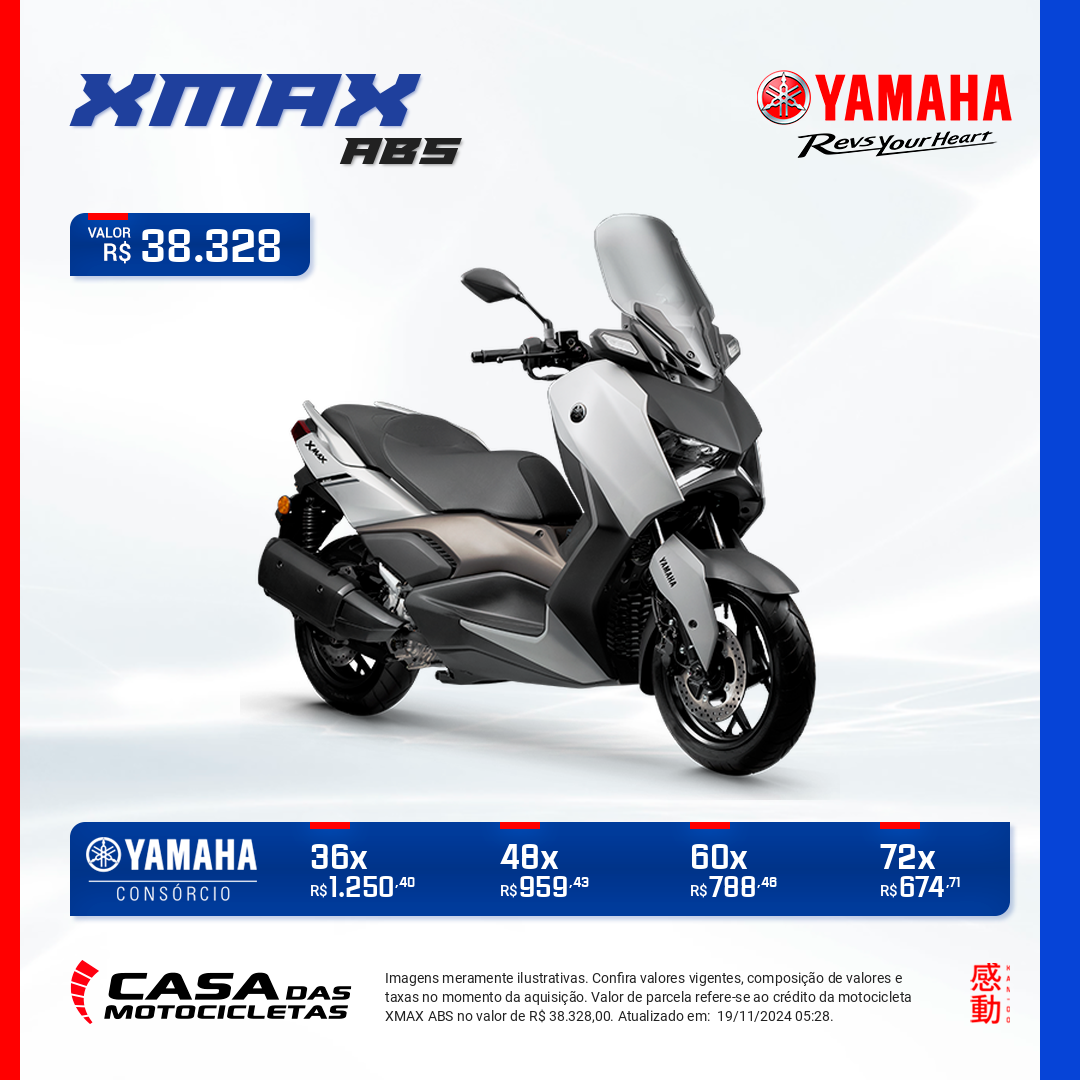 XMAX
ABS
YAMAHA
Revs Your Heart
VALOR
R$ 38.328
XMAX
YAMAHA
YAMAHA
CONSÓRCIO
36x
R$ 1.250,40
48x
R$ 959,43
60x
R$ 788,46
72x
R$ 674,71
CASA DAS
MOTOCICLETAS
Imagens meramente ilustrativas. Confira valores vigentes, composição de valores e
taxas no momento da aquisição. Valor de parcela refere-se ao crédito da motocicleta
XMAX ABS no valor de R$ 38.328,00. Atualizado em: 19/11/2024 05:28.
感動